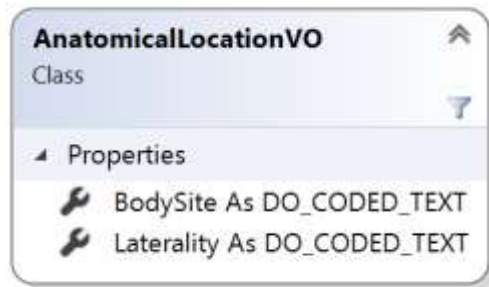 AnatomicalLocationVO
Class
Properties
BodySite As DO_CODED_TEXT
Laterality As DO_CODED_TEXT